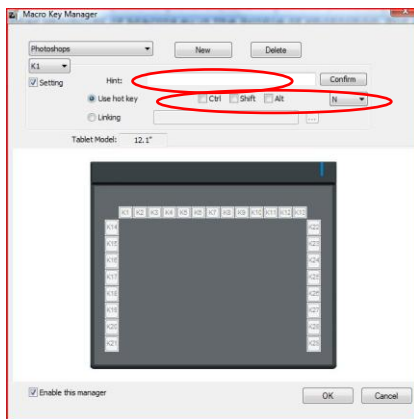 Macro Key Manager
Photoshops New Delete
K1
Setting Hint: Confirm
Use hot key Ctrl Shift Alt N
Linking ...
Tablet Model: 12.1"
K1 K2 K3 K4 K5 K6 K7 K8 K9 K10 K11 K12 K13
K14 K22
K15 K23
K16 K24
K17 K25
K18 K26
K19 K27
K20 K28
K21 K29
Enable this manager OK Cancel